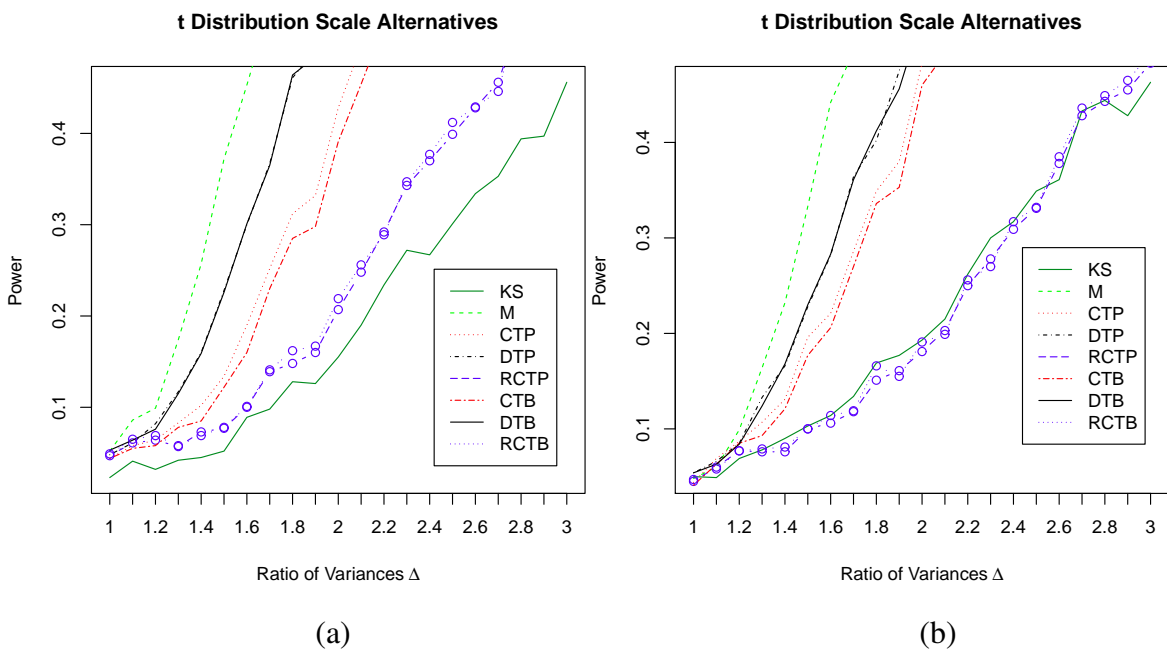 t Distribution Scale Alternatives
Power
0.4
0.3
0.2
0.1
KS
M
CTP
DTP
RCTP
CTB
DTB
RCTB
1 1.2 1.4 1.6 1.8 2 2.2 2.4 2.6 2.8 3
Ratio of Variances Δ
(a)
t Distribution Scale Alternatives
Power
0.4
0.3
0.2
0.1
KS
M
CTP
DTP
RCTP
CTB
DTB
RCTB
1 1.2 1.4 1.6 1.8 2 2.2 2.4 2.6 2.8 3
Ratio of Variances Δ
(b)